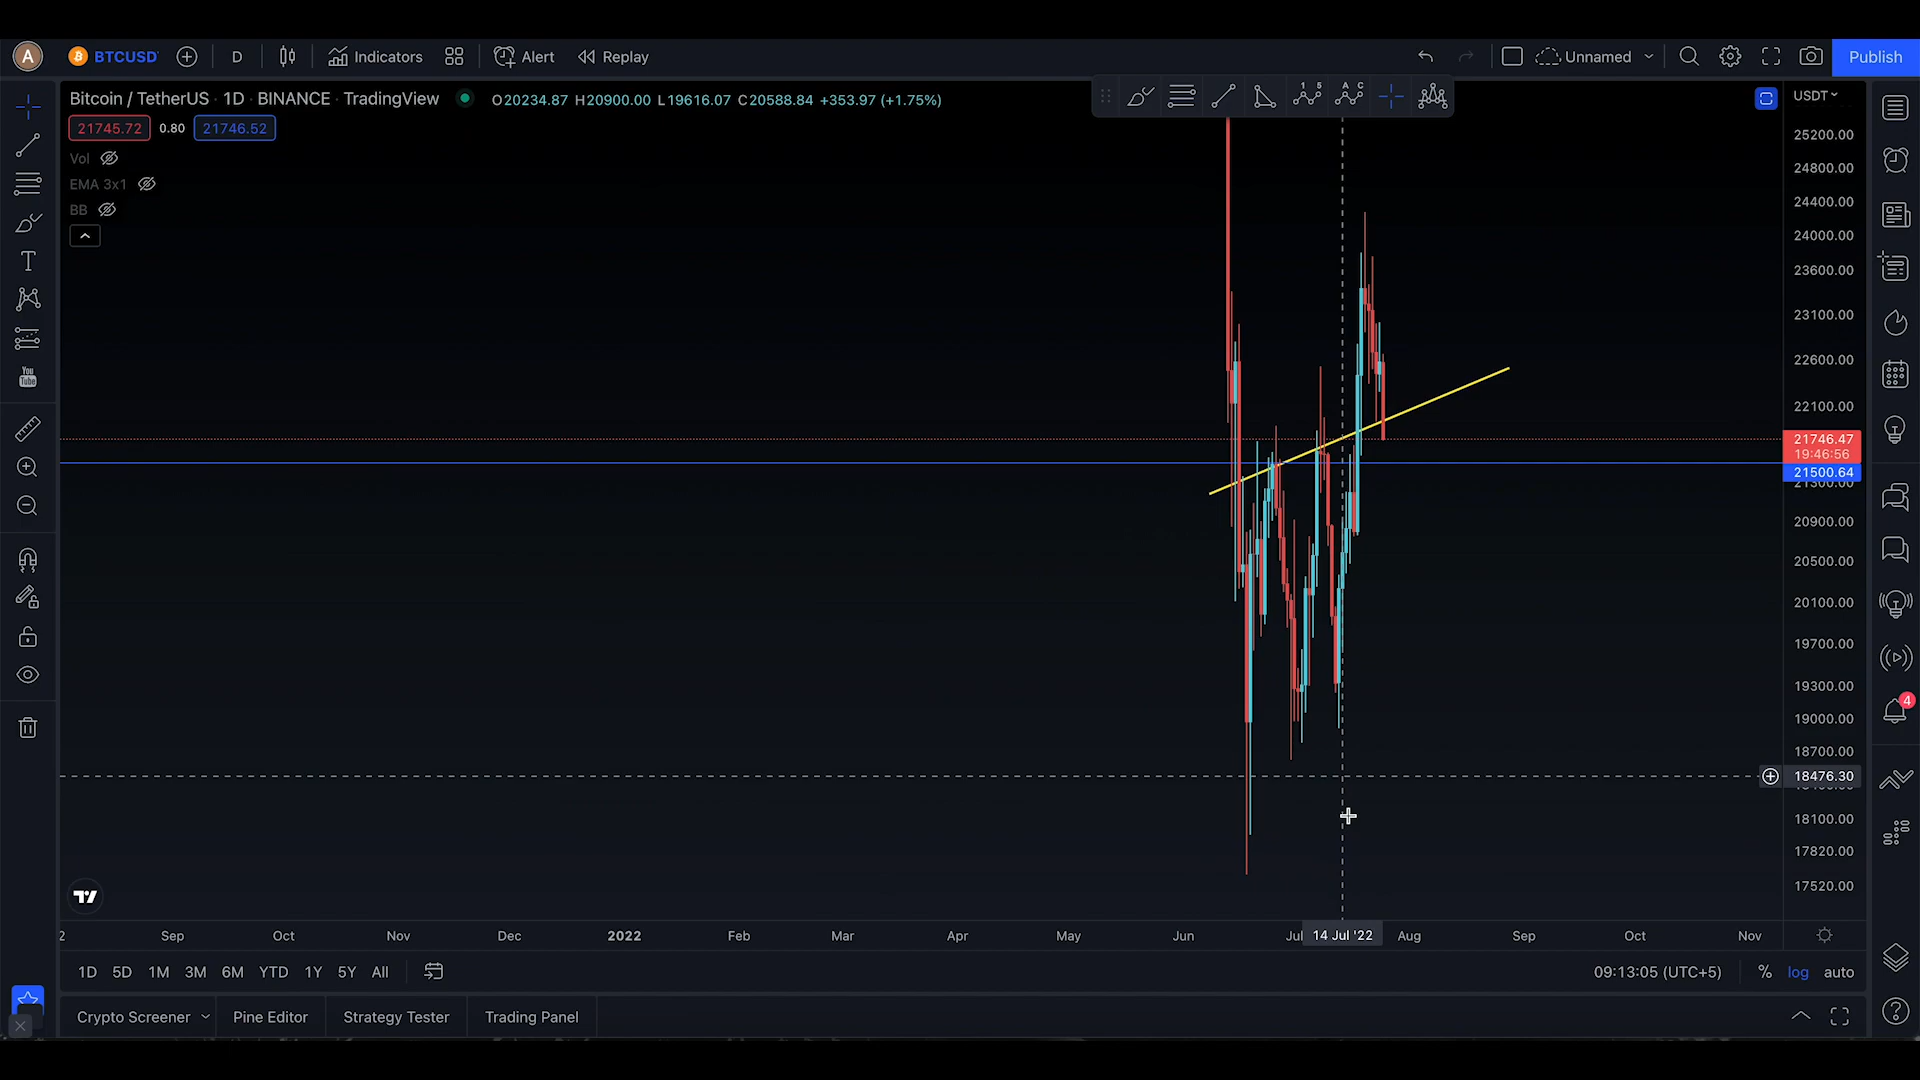 A BTCUSD D Indicators Alert Replay Unnamed Publish
Bitcoin / TetherUS · 1D · BINANCE · TradingView O20234.87 H20900.00 L19616.07 C20588.84 +353.97 (+1.75%)
USDT
21745.72 0.80 21746.52
Vol
EMA 3x1
BB
25200.00
24800.00
24400.00
24000.00
23600.00
23100.00
22600.00
22100.00
21746.47
19:46:56
21500.64
21300.00
20900.00
20500.00
20100.00
19700.00
19300.00
19000.00
18700.00
18476.30
18100.00
17820.00
17520.00
You
Tube
4
2 Sep Oct Nov Dec 2022 Feb Mar Apr May Jun Jul 14 Jul '22 Aug Sep Oct Nov
1D 5D 1M 3M 6M YTD 1Y 5Y All 09:13:05 (UTC+5) % log auto
Crypto Screener Pine Editor Strategy Tester Trading Panel